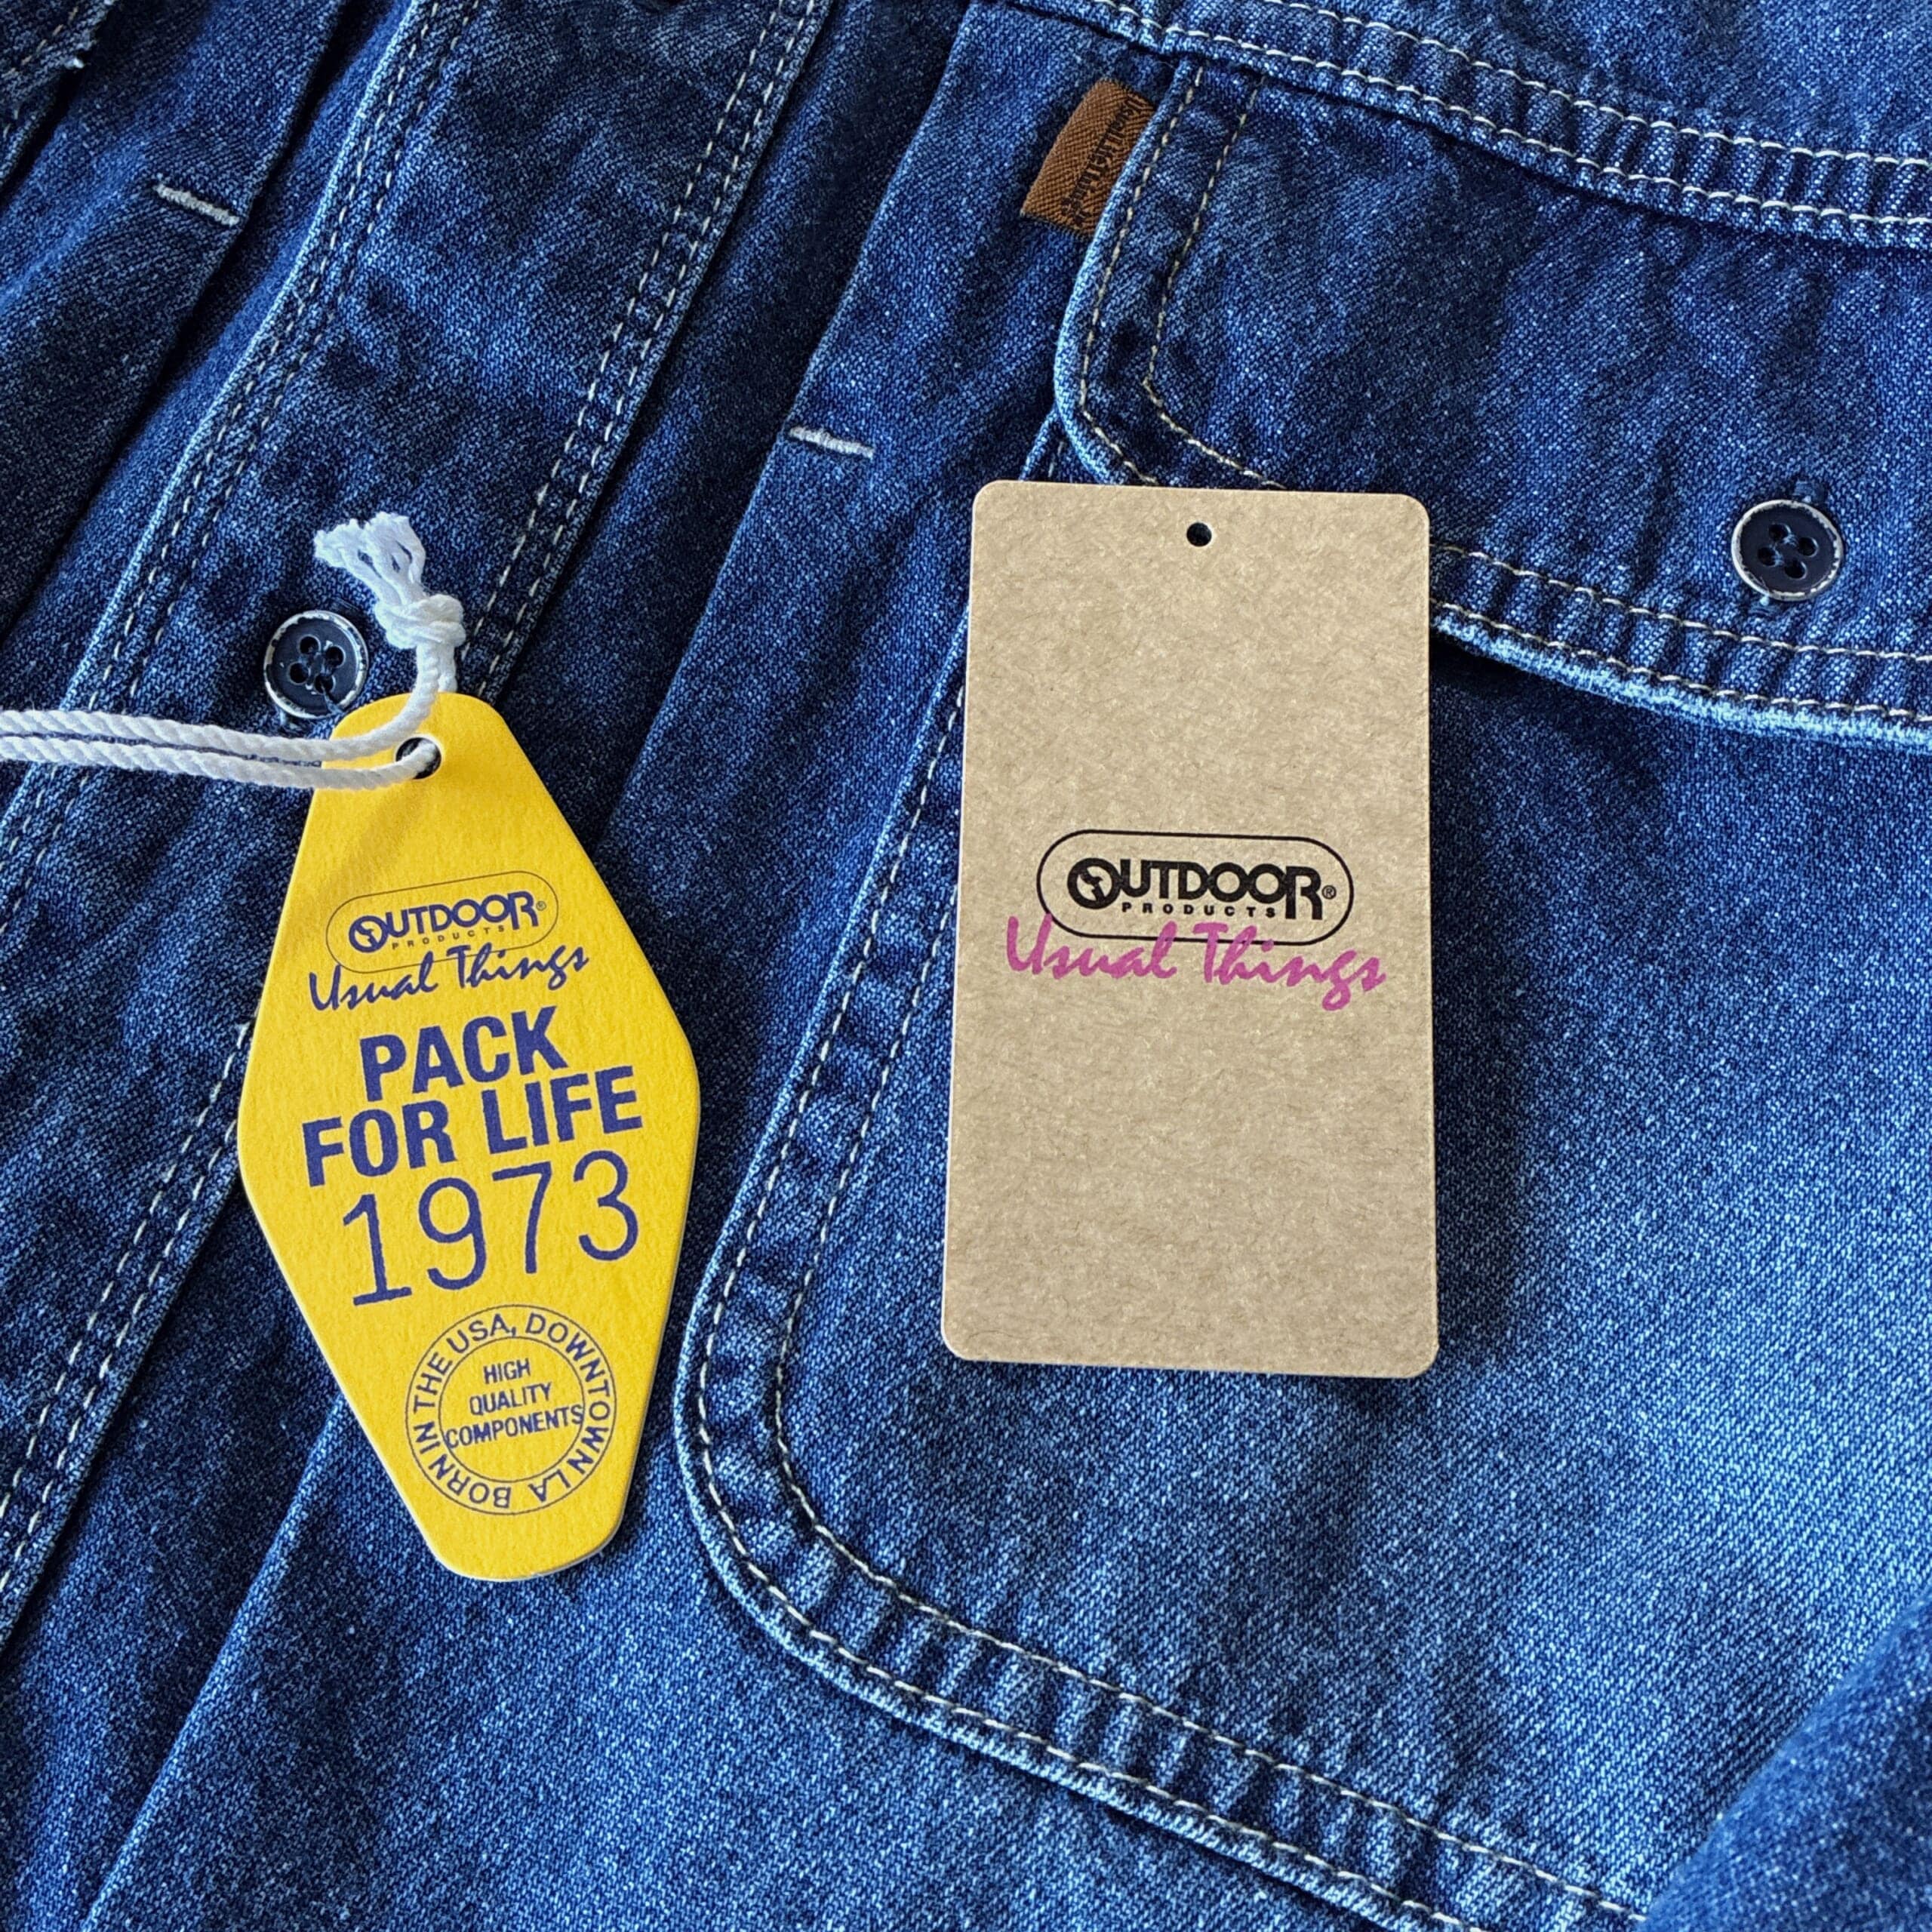 OUTDOOR®
PRODUCTS
Usual Things
PACK
FOR LIFE
1973
BORN IN THE USA, DOWNTOWN LA
HIGH
QUALITY
COMPONENTS
OUTDOOR®
PRODUCTS
Usual Things